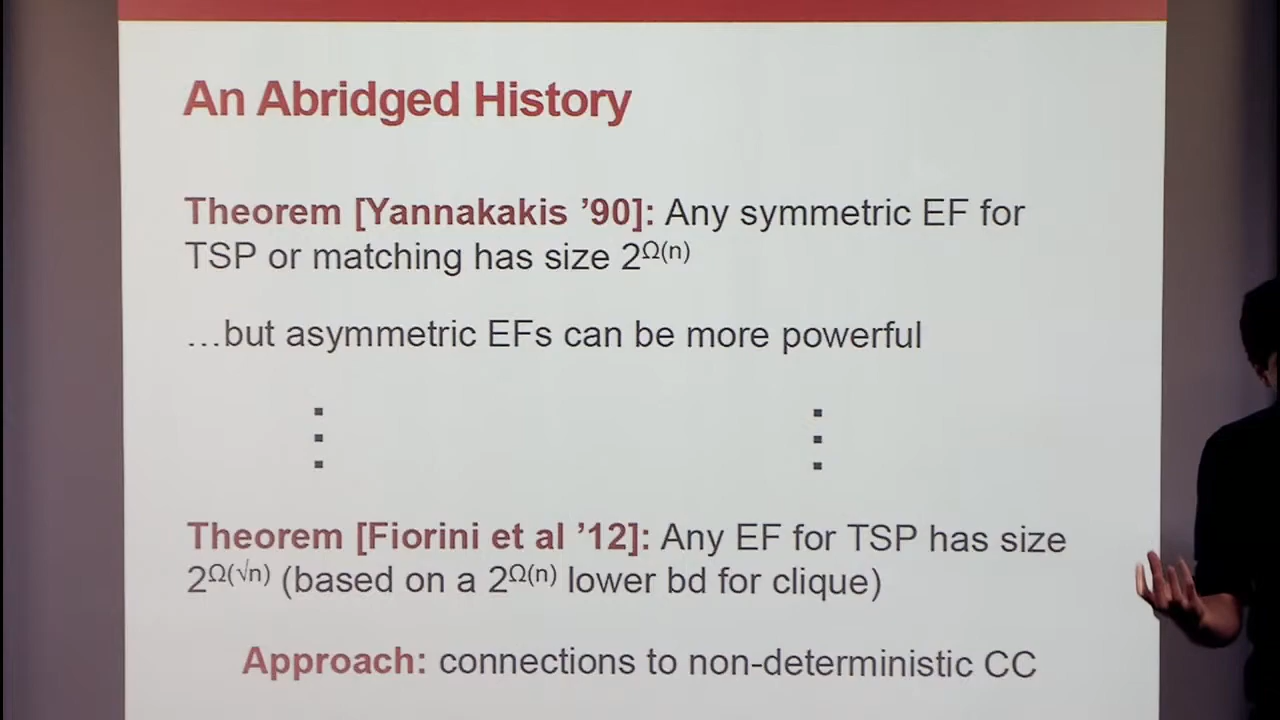 An Abridged History
Theorem [Yannakakis ’90]: Any symmetric EF for
TSP or matching has size 2^Ω(n)
…but asymmetric EFs can be more powerful
Theorem [Fiorini et al ’12]: Any EF for TSP has size
2^Ω(√n) (based on a 2^Ω(n) lower bd for clique)
Approach: connections to non-deterministic CC